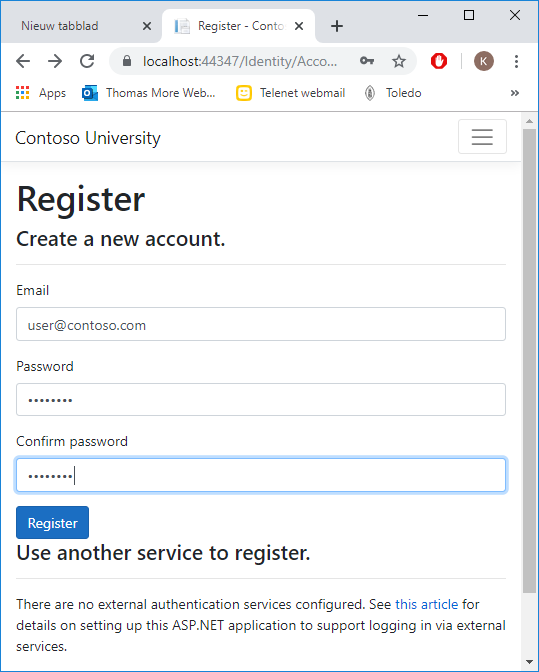 Nieuw tabblad
Register - Conto
localhost:44347/Identity/Acco...
K
Apps
Thomas More Web...
Telenet webmail
Toledo
»
Contoso University
Register
Create a new account.
Email
user@contoso.com
Password
••••••••
Confirm password
••••••••
Register
Use another service to register.
There are no external authentication services configured. See this article for
details on setting up this ASP.NET application to support logging in via external
services.